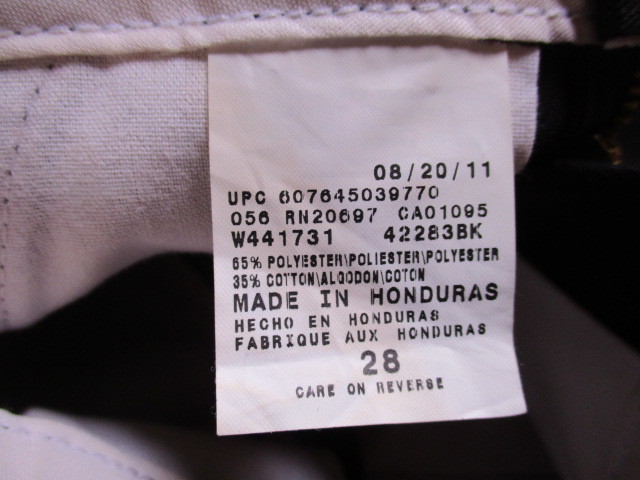 08/20/11
UPC 607645039770
056 RN20697 CA01095
W441731 42283BK
65% POLYESTER\POLIESTER\POLYESTER
35% COTTON\ALGODON\COTON
MADE IN HONDURAS
HECHO EN HONDURAS
FABRIQUE AUX HONDURAS
28
CARE ON REVERSE